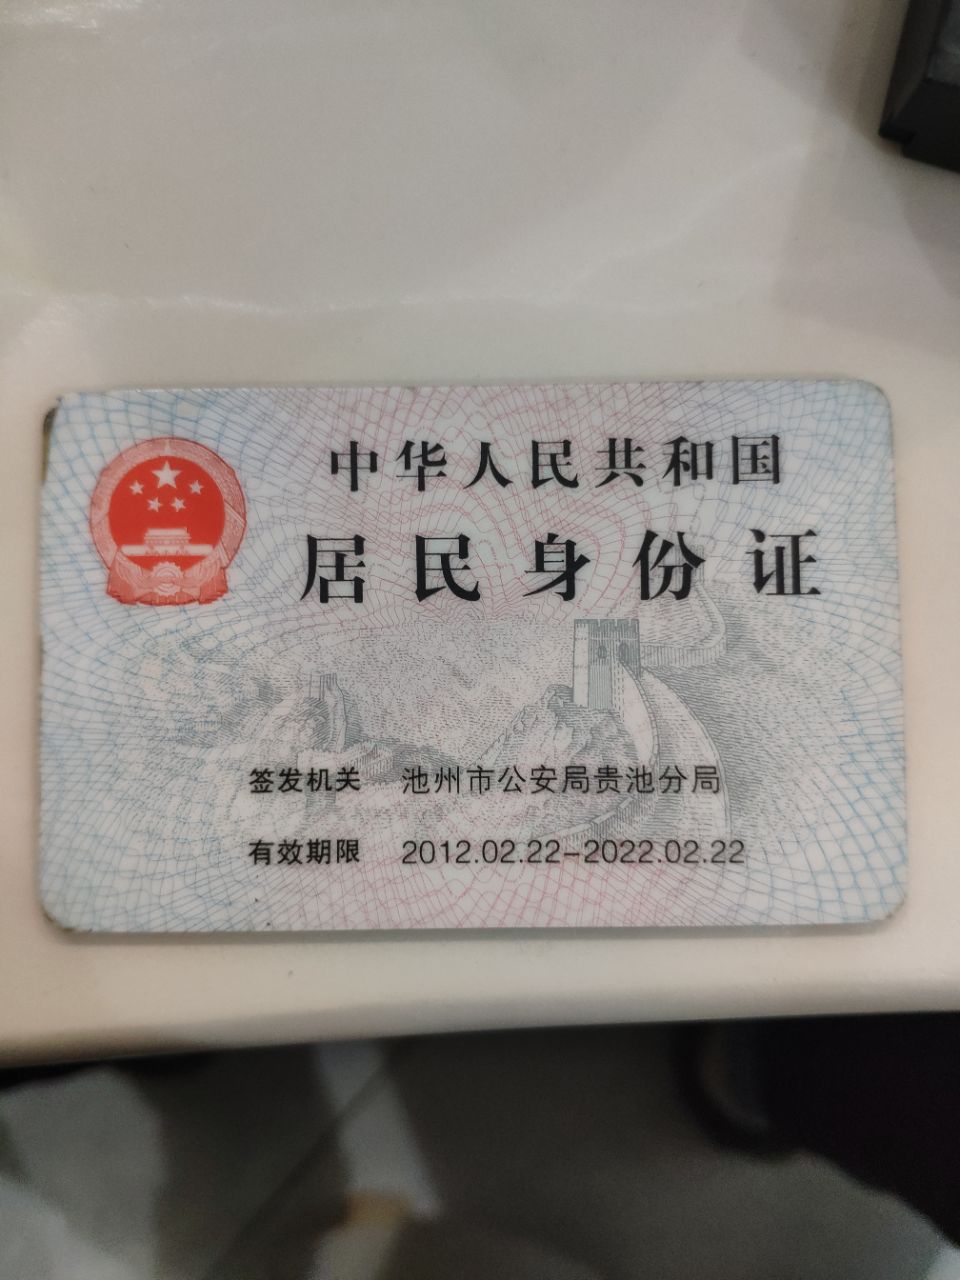 中华人民共和国
居民身份证
签发机关 池州市公安局贵池分局
有效期限 2012.02.22-2022.02.22